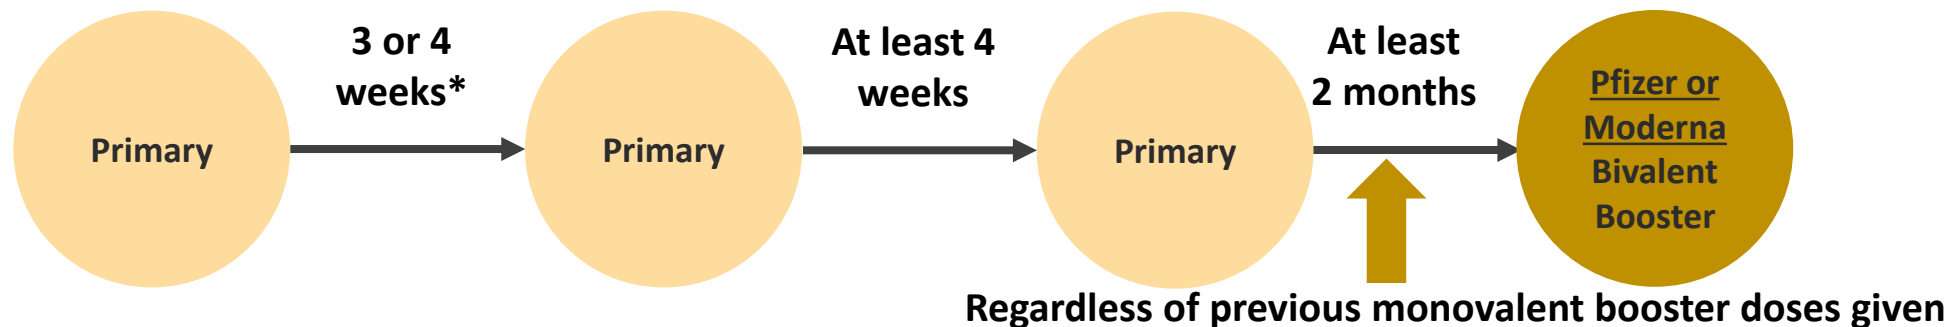 Primary
3 or 4
weeks*
Primary
At least 4
weeks
Primary
At least
2 months
Pfizer or
Moderna
Bivalent
Booster
Regardless of previous monovalent booster doses given